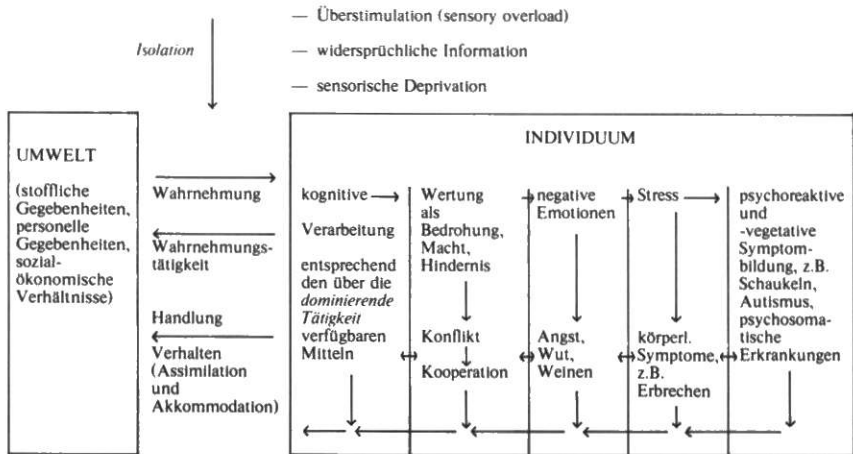 — Überstimulation (sensory overload)
Isolation
— widersprüchliche Information
— sensorische Deprivation
UMWELT
(stoffliche
Gegebenheiten,
personelle
Gegebenheiten,
sozial-
ökonomische
Verhältnisse)
Wahrnehmung
Wahrnehmungs-
tätigkeit
Handlung
Verhalten
(Assimilation
und
Akkommodation)
INDIVIDUUM
kognitive
Verarbeitung
entsprechend
den über die
dominierende
Tätigkeit
verfügbaren
Mitteln
Wertung
als
Bedrohung,
Macht,
Hindernis
Konflikt
Kooperation
negative
Emotionen
Angst,
Wut,
Weinen
Stress
körperl.
Symptome,
z.B.
Erbrechen
psychoreaktive
und
-vegetative
Symptom-
bildung, z.B.
Schaukeln,
Autismus,
psychosoma-
tische
Erkrankungen